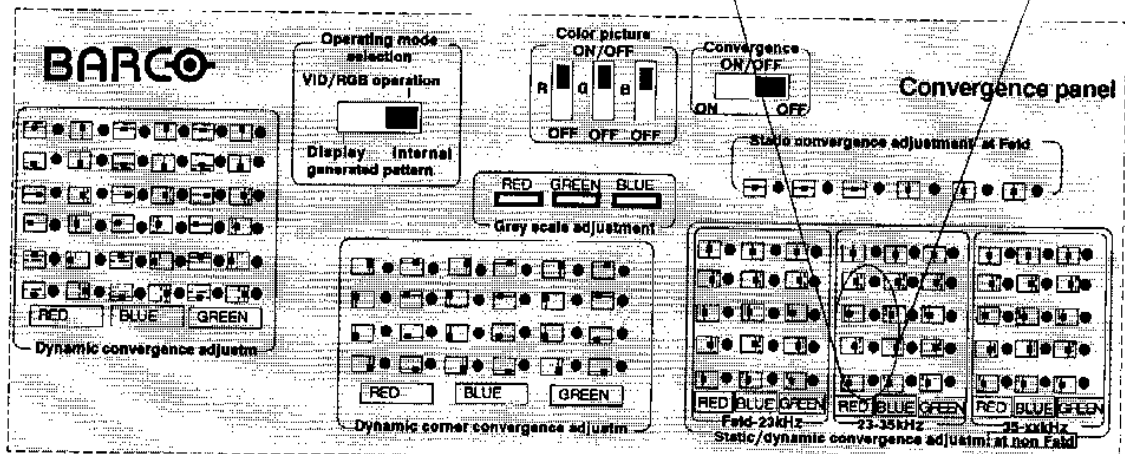 BARCO
Operating mode
selection
VID/RGB operation
Display Internal
generated pattern
Color picture
ON/OFF
R G B
OFF OFF OFF
Convergence
ON/OFF
ON OFF
Convergence panel
Static convergence adjustment at Feld
RED GREEN BLUE
Grey scale adjustment
RED BLUE GREEN
Dynamic convergence adjustm
RED BLUE GREEN
Dynamic corner convergence adjustm
RED BLUE GREEN RED BLUE GREEN RED BLUE GREEN
Feld-23kHz 23-35kHz 35-xxkHz
Static/dynamic convergence adjustm: at non Feld